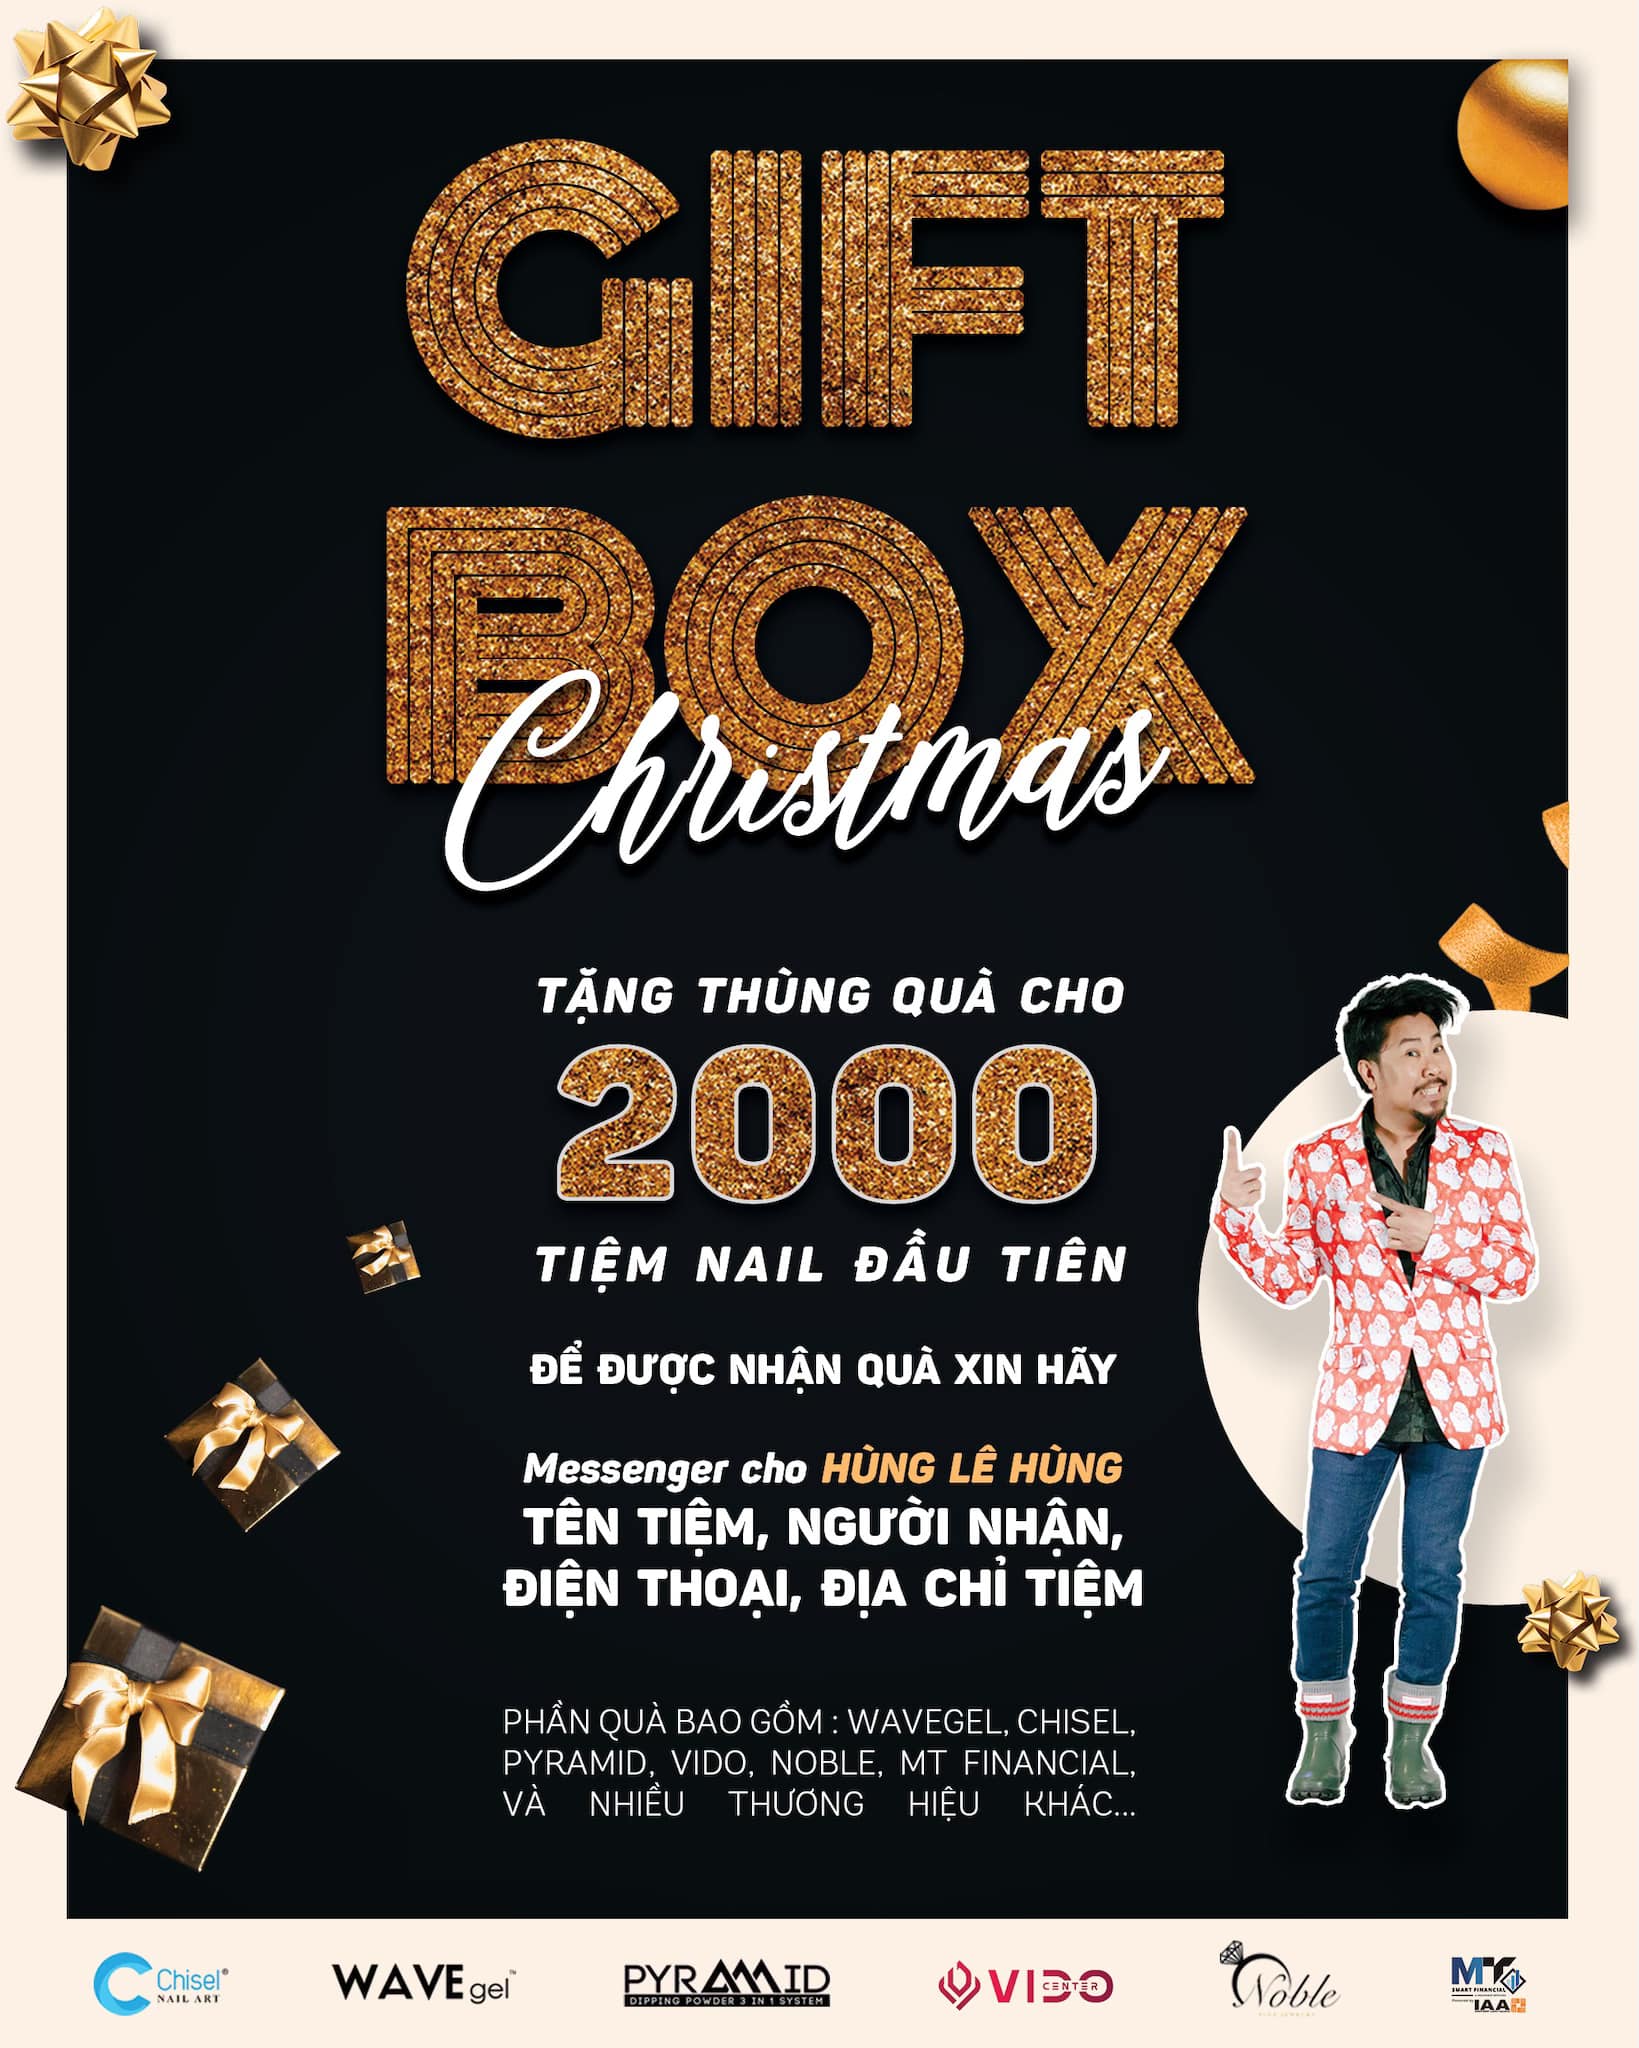 GIFT
BOX
Christmas
TẶNG THÙNG QUÀ CHO
2000
TIỆM NAIL ĐẦU TIÊN
ĐỂ ĐƯỢC NHẬN QUÀ XIN HÃY
Messenger cho HÙNG LÊ HÙNG
TÊN TIỆM, NGƯỜI NHẬN,
ĐIỆN THOẠI, ĐỊA CHỈ TIỆM
PHẦN QUÀ BAO GỒM : WAVEGEL, CHISEL,
PYRAMID, VIDO, NOBLE, MT FINANCIAL,
VÀ NHIỀU THƯƠNG HIỆU KHÁC...
Chisel®
NAIL ART
WAVE gel™
PYRAMID
DIPPING POWDER 3 IN 1 SYSTEM
VIDO
CENTER
Noble
MT
SMART FINANCIAL
IAA